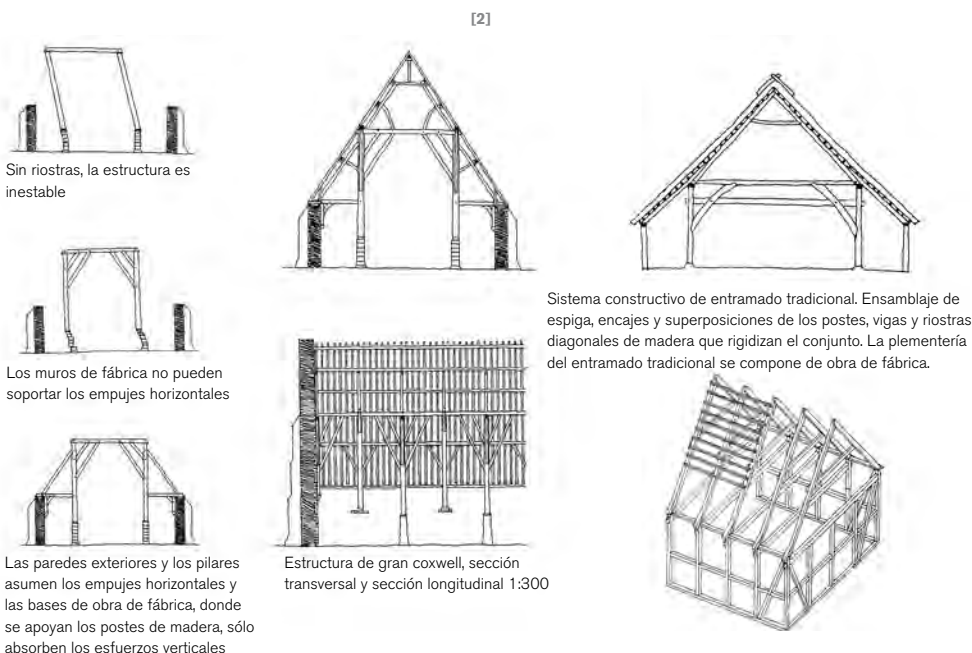 [2]
Sin riostras, la estructura es
inestable
Los muros de fábrica no pueden
soportar los empujes horizontales
Las paredes exteriores y los pilares
asumen los empujes horizontales y
las bases de obra de fábrica, donde
se apoyan los postes de madera, sólo
absorben los esfuerzos verticales
Estructura de gran coxwell, sección
transversal y sección longitudinal 1:300
Sistema constructivo de entramado tradicional. Ensamblaje de
espiga, encajes y superposiciones de los postes, vigas y riostras
diagonales de madera que rigidizan el conjunto. La plementería
del entramado tradicional se compone de obra de fábrica.